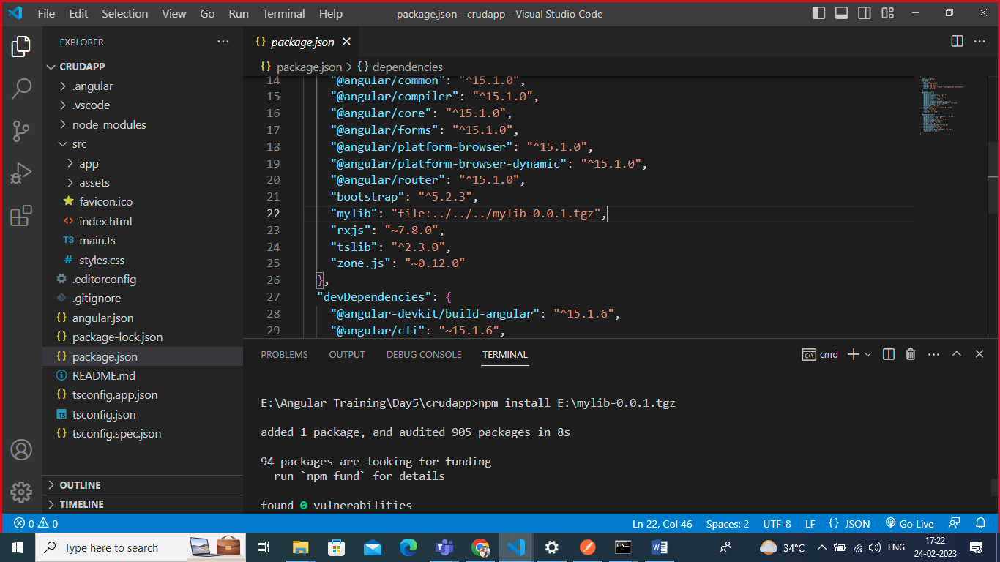 File Edit Selection View Go Run Terminal Help package.json - crudapp - Visual Studio Code
EXPLORER
CRUDAPP
.angular
.vscode
node_modules
src
app
assets
favicon.ico
index.html
TS main.ts
# styles.css
.editorconfig
.gitignore
{} angular.json
{} package-lock.json
{} package.json
README.md
{} tsconfig.app.json
TS tsconfig.json
{} tsconfig.spec.json
OUTLINE
TIMELINE
{} package.json
{} package.json > {} dependencies
14 "@angular/common": "^15.1.0",
15 "@angular/compiler": "^15.1.0",
16 "@angular/core": "^15.1.0",
17 "@angular/forms": "^15.1.0",
18 "@angular/platform-browser": "^15.1.0",
19 "@angular/platform-browser-dynamic": "^15.1.0",
20 "@angular/router": "^15.1.0",
21 "bootstrap": "^5.2.3",
22 "mylib": "file:../../../mylib-0.0.1.tgz",
23 "rxjs": "~7.8.0",
24 "tslib": "^2.3.0",
25 "zone.js": "~0.12.0"
26 },
27 "devDependencies": {
28 "@angular-devkit/build-angular": "^15.1.6",
29 "@angular/cli": "~15.1.6",
PROBLEMS OUTPUT DEBUG CONSOLE TERMINAL cmd
E:\Angular Training\Day5\crudapp>npm install E:\mylib-0.0.1.tgz
added 1 package, and audited 905 packages in 8s
94 packages are looking for funding
run `npm fund` for details
found 0 vulnerabilities
0 0 Ln 22, Col 46 Spaces: 2 UTF-8 LF {} JSON Go Live
Type here to search 34°C ENG 17:22
24-02-2023